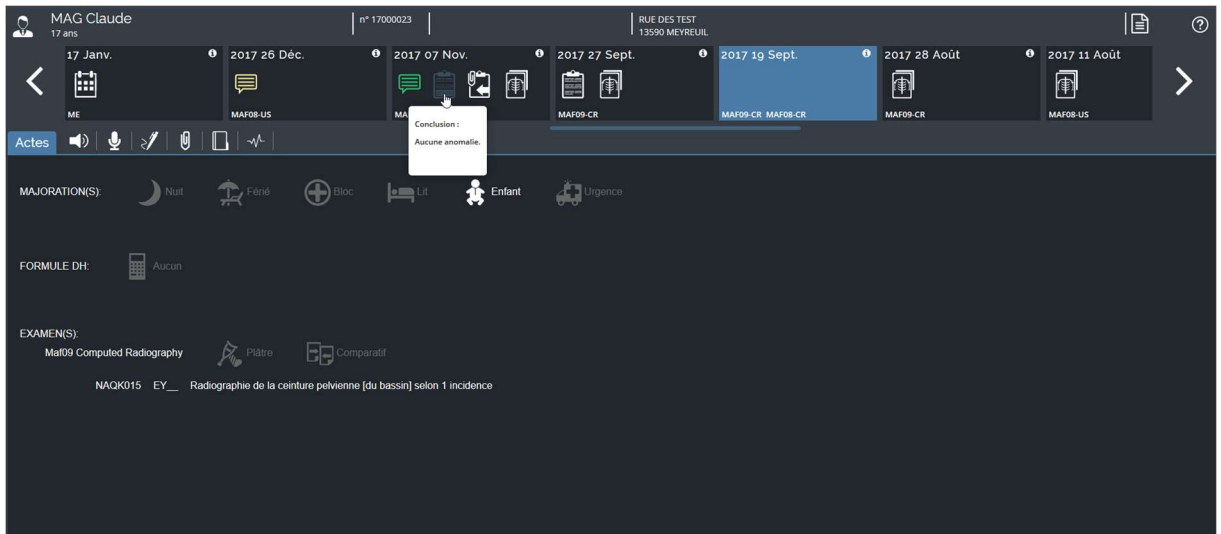 MAG Claude
17 ans
n° 17000023
RUE DES TEST
13590 MEYREUIL
17 Janv.
ME
2017 26 Déc.
MAF08-US
2017 07 Nov.
Conclusion :
Aucune anomalie.
2017 27 Sept.
MAF09-CR
2017 19 Sept.
MAF09-CR MAF08-CR
2017 28 Août
MAF09-CR
2017 11 Août
MAF08-US
Actes
MAJORATION(S):
Nuit
Férié
Bloc
Lit
Enfant
Urgence
FORMULE DH:
Aucun
EXAMEN(S):
Maf09 Computed Radiography
Plâtre
Comparatif
NAQK015 EY__ Radiographie de la ceinture pelvienne [du bassin] selon 1 incidence